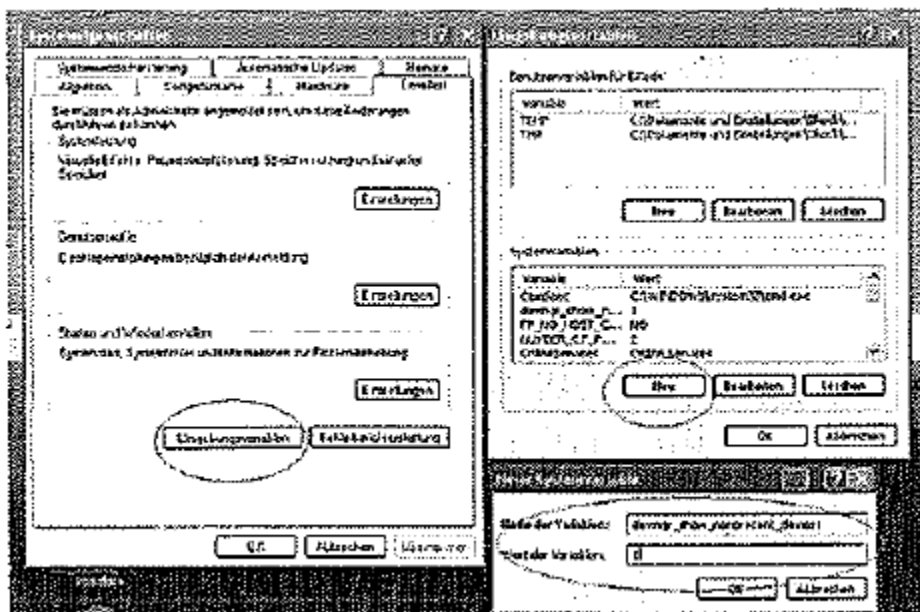 Systemeigenschaften
Umgebungsvariablen
Systemwiederherstellung Automatische Updates Remote
Allgemein Computername Hardware Erweitert
Sie müssen als Administrator angemeldet sein, um diese Änderungen
durchführen zu können.
Systemleistung
Visuelle Effekte, Prozessorzeitplanung, Speichernutzung und virtueller
Speicher
Einstellungen
Benutzerprofile
Desktopeinstellungen bezüglich der Anmeldung
Einstellungen
Starten und Wiederherstellen
Systemstart, Systemfehler und Informationen zur Fehlerbehebung
Einstellungen
Umgebungsvariablen Fehlerberichterstattung
OK Abbrechen Übernehmen
Benutzervariablen für
Variable Wert
TEMP C:\Dokumente und Einstellungen\
TMP C:\Dokumente und Einstellungen\
Neu Bearbeiten Löschen
Systemvariablen
Variable Wert
ComSpec C:\WINDOWS\system32\cmd.exe
devmgr_show_n... 1
FP_NO_HOST_C... NO
NUMBER_OF_P... 2
Neu Bearbeiten Löschen
OK Abbrechen
Neue Systemvariable
Name der Variablen: devmgr_show_nonpresent_devices
Wert der Variablen:
OK Abbrechen